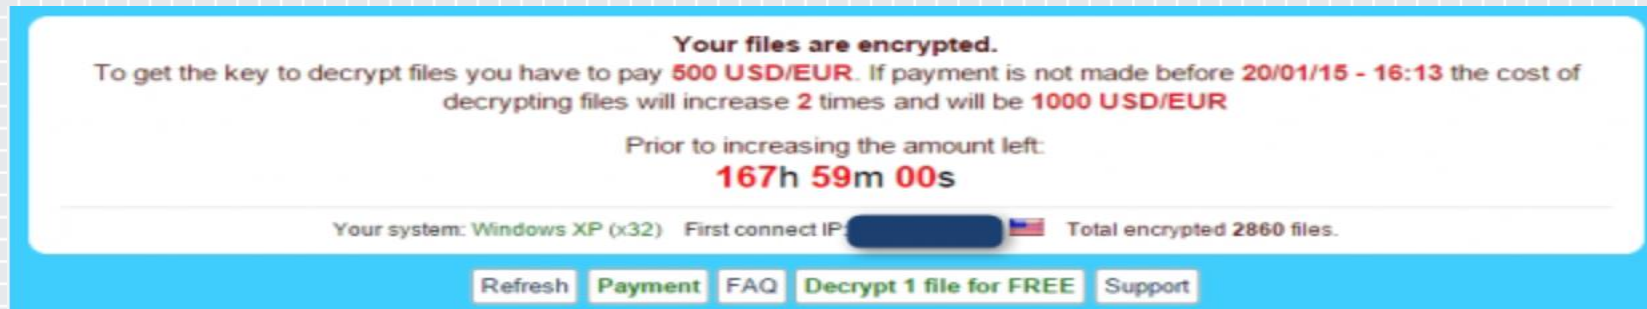 Your files are encrypted.
To get the key to decrypt files you have to pay 500 USD/EUR. If payment is not made before 20/01/15 - 16:13 the cost of
decrypting files will increase 2 times and will be 1000 USD/EUR
Prior to increasing the amount left:
167h 59m 00s
Your system: Windows XP (x32) First connect IP: Total encrypted 2860 files.
Refresh Payment FAQ Decrypt 1 file for FREE Support